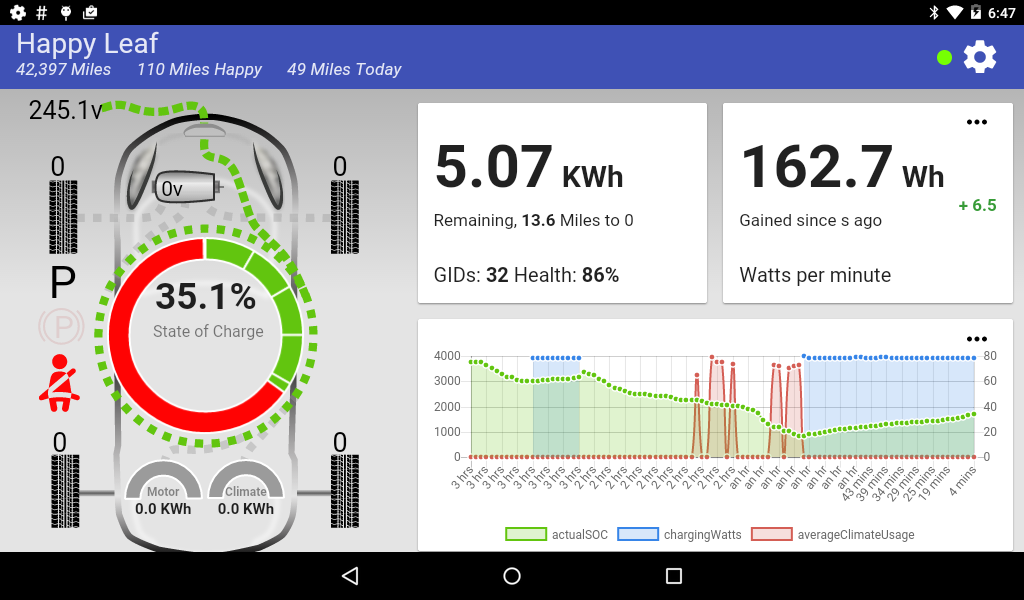 6:47
Happy Leaf
42,397 Miles 110 Miles Happy 49 Miles Today
245.1v
0 0
0v
P
35.1%
State of Charge
(P)
0 0
Motor Climate
0.0 KWh 0.0 KWh
5.07 KWh
Remaining, 13.6 Miles to 0
GIDs: 32 Health: 86%
•••
162.7 Wh
+ 6.5
Gained since s ago
Watts per minute
•••
4000 80
3000 60
2000 40
1000 20
0 0
3 hrs 3 hrs 3 hrs 3 hrs 3 hrs 3 hrs 3 hrs 2 hrs 2 hrs 2 hrs 2 hrs 2 hrs 2 hrs 2 hrs 2 hrs 2 hrs 2 hrs an hr an hr an hr an hr an hr an hr an hr an hr 43 mins 39 mins 34 mins 29 mins 25 mins 19 mins 4 mins
actualSOC chargingWatts averageClimateUsage